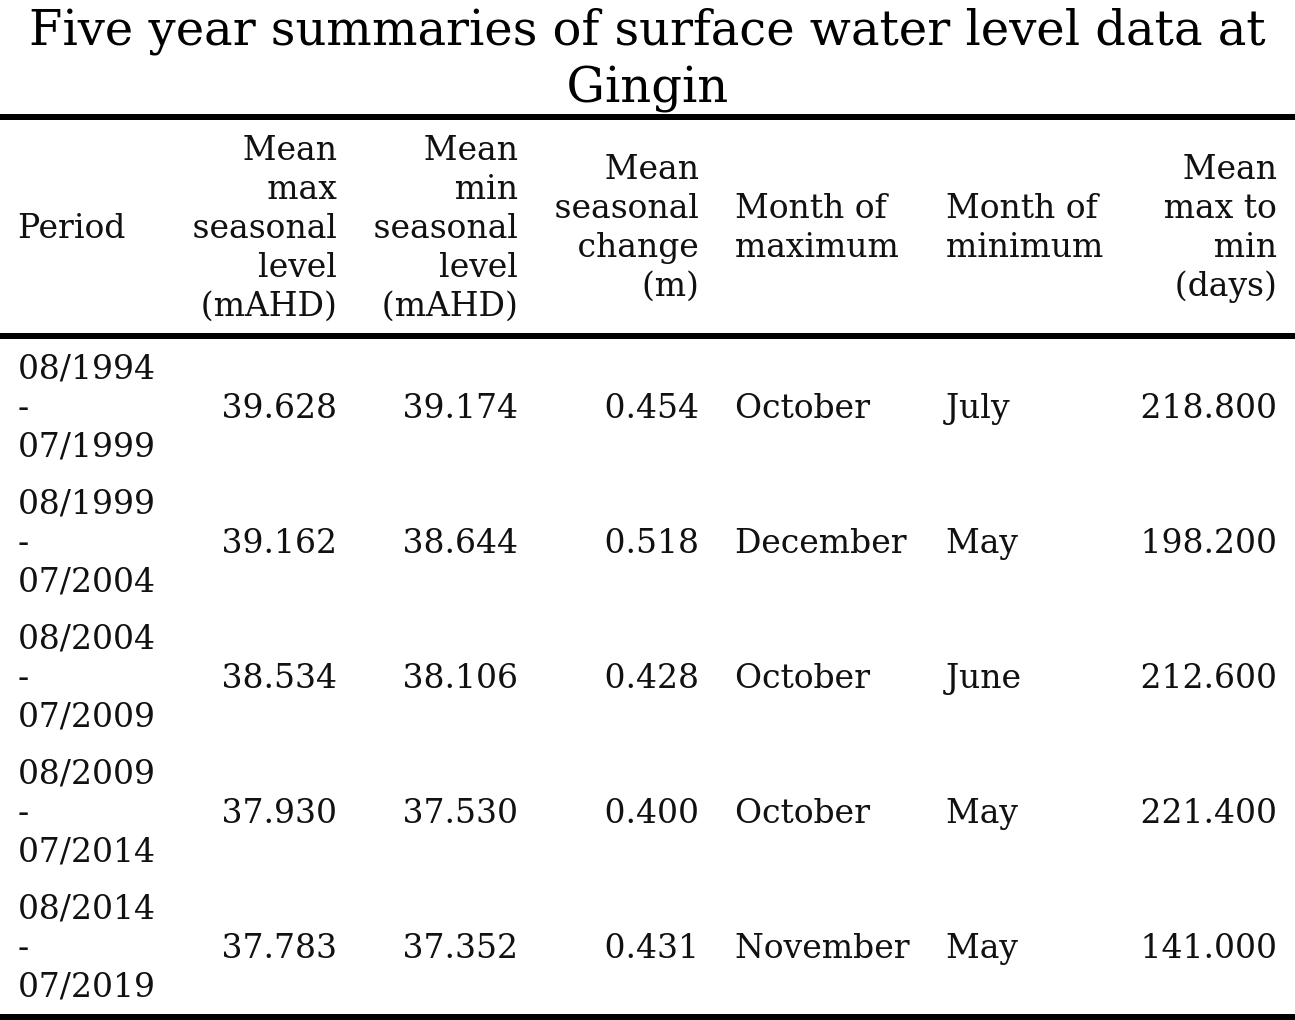 Five year summaries of surface water level data at
Gingin
Period
Mean
max
seasonal
level
(mAHD)
Mean
min
seasonal
level
(mAHD)
Mean
seasonal
change
(m)
Month of
maximum
Month of
minimum
Mean
max to
min
(days)
08/1994
-
07/1999
39.628
39.174
0.454
October
July
218.800
08/1999
-
07/2004
39.162
38.644
0.518
December
May
198.200
08/2004
-
07/2009
38.534
38.106
0.428
October
June
212.600
08/2009
-
07/2014
37.930
37.530
0.400
October
May
221.400
08/2014
-
07/2019
37.783
37.352
0.431
November
May
141.000